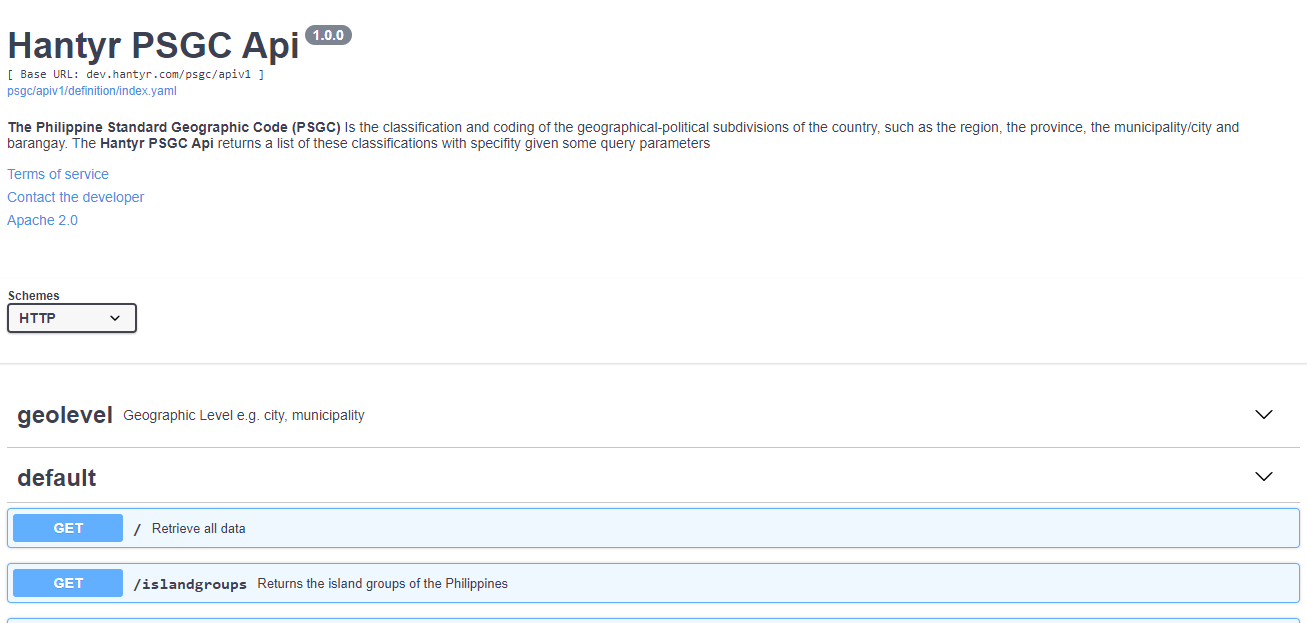 Hantyr PSGC Api 1.0.0
[ Base URL: dev.hantyr.com/psgc/apiv1 ]
psgc/apiv1/definition/index.yaml
The Philippine Standard Geographic Code (PSGC) Is the classification and coding of the geographical-political subdivisions of the country, such as the region, the province, the municipality/city and
barangay. The Hantyr PSGC Api returns a list of these classifications with specifity given some query parameters
Terms of service
Contact the developer
Apache 2.0
Schemes
HTTP
geolevel Geographic Level e.g. city, municipality
default
GET / Retrieve all data
GET /islandgroups Returns the island groups of the Philippines